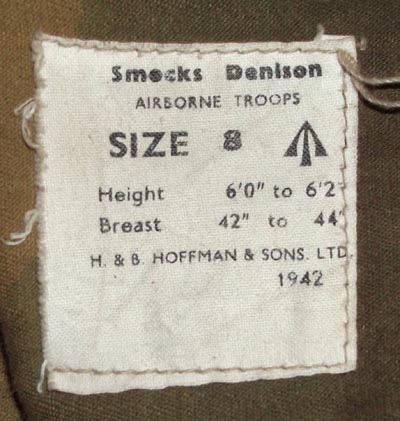 Smocks Denison
AIRBORNE TROOPS
SIZE 8
Height 6'0" to 6'2"
Breast 42" to 44"
H. & B. HOFFMAN & SONS. LTD.
1942